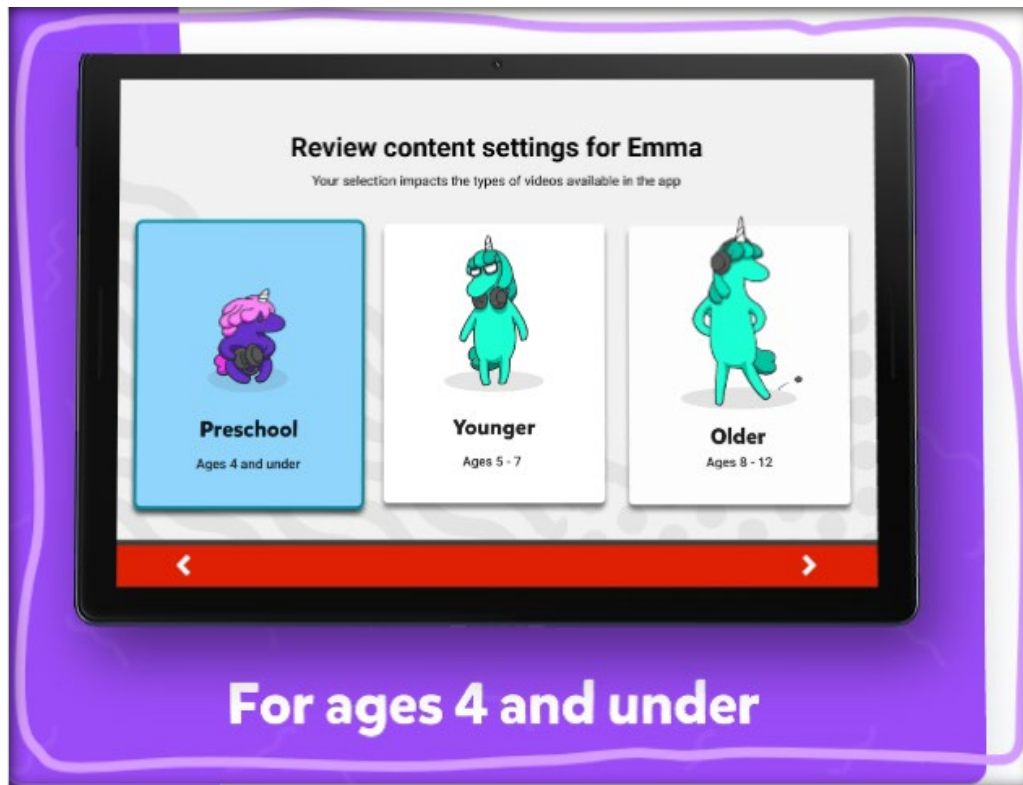 Review content settings for Emma
Your selection impacts the types of videos available in the app
Preschool
Ages 4 and under
Younger
Ages 5 - 7
Older
Ages 8 - 12
For ages 4 and under